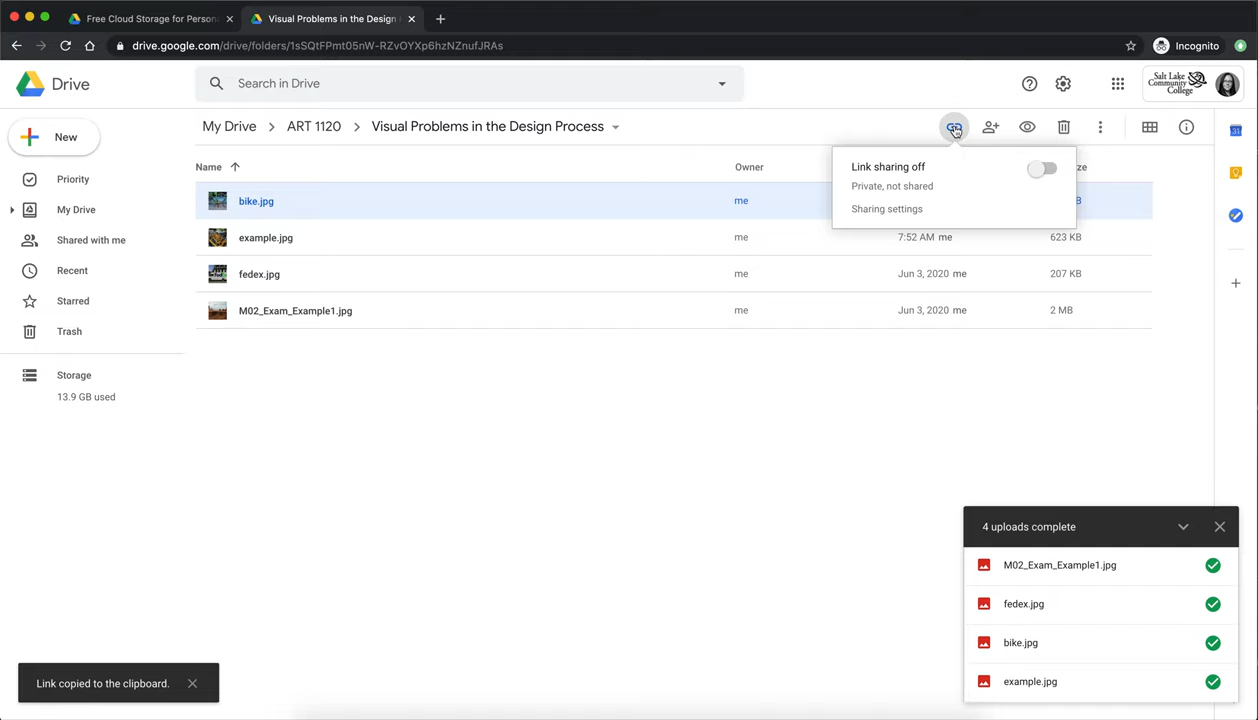 Free Cloud Storage for Persona
Visual Problems in the Design
drive.google.com/drive/folders/1sSQtFPmt05nW-RZvOYXp6hzNZnufJRAs
Incognito
Drive
Search in Drive
Salt Lake
Community
College
New
My Drive
ART 1120
Visual Problems in the Design Process
Priority
My Drive
Shared with me
Recent
Starred
Trash
Storage
13.9 GB used
Name
Owner
ze
bike.jpg
me
B
example.jpg
me
7:52 AM me
623 KB
fedex.jpg
me
Jun 3, 2020 me
207 KB
M02_Exam_Example1.jpg
me
Jun 3, 2020 me
2 MB
Link sharing off
Private, not shared
Sharing settings
31
4 uploads complete
M02_Exam_Example1.jpg
fedex.jpg
bike.jpg
example.jpg
Link copied to the clipboard.